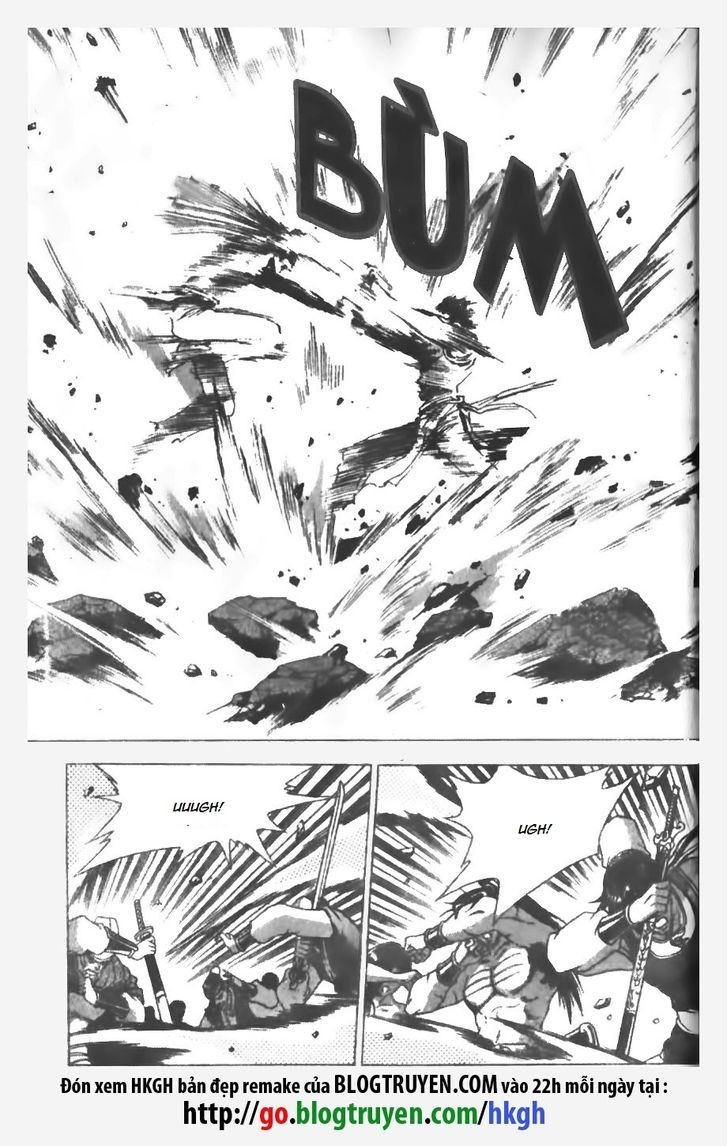 BÙM
UUUGH!
UGH!
Đón xem HKGH bản đẹp remake của BLOGTRUYEN.COM vào 22h mỗi ngày tại :
http://go.blogtruyen.com/hkgh